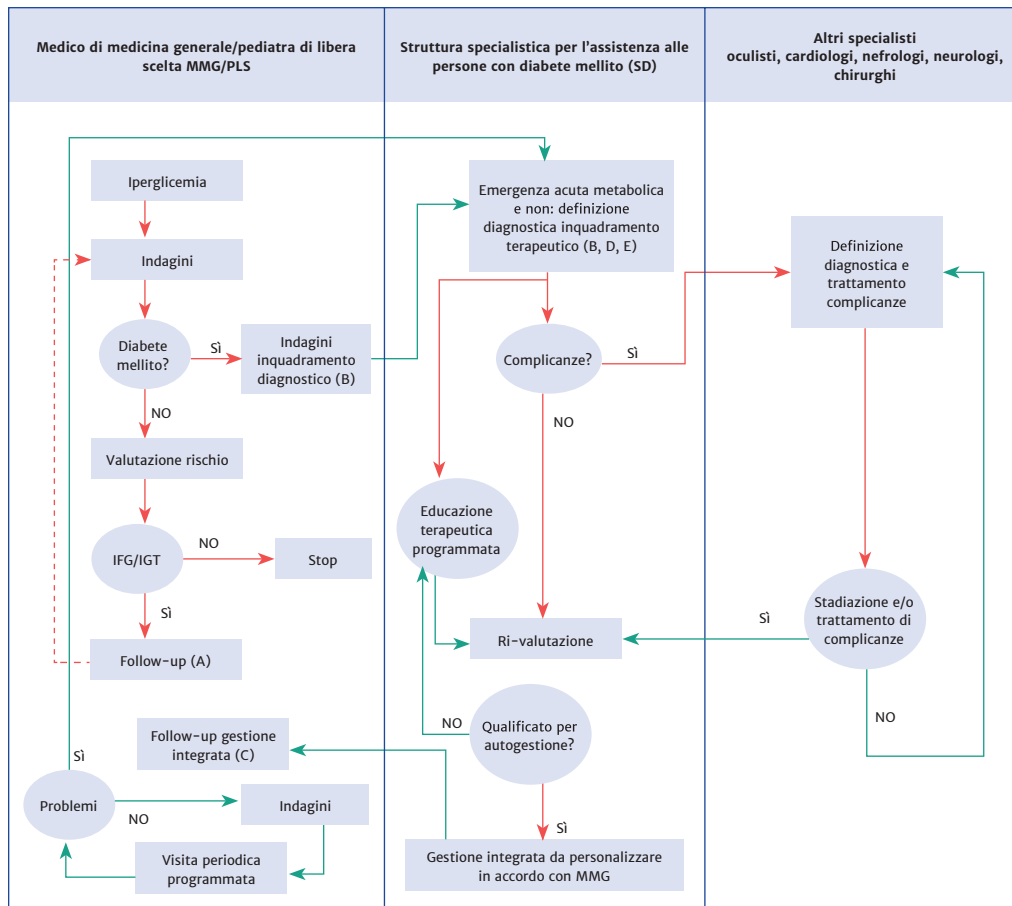 Medico di medicina generale/pediatra di libera
scelta MMG/PLS
Struttura specialistica per l'assistenza alle
persone con diabete mellito (SD)
Altri specialisti
oculisti, cardiologi, nefrologi, neurologi,
chirurghi
Iperglicemia
Indagini
Diabete
mellito?
Sì
Indagini
inquadramento
diagnostico (B)
NO
Valutazione rischio
IFG/IGT
NO
Stop
Sì
Follow-up (A)
Follow-up gestione
integrata (C)
Sì
Problemi
NO
Indagini
Visita periodica
programmata
Emergenza acuta metabolica
e non: definizione
diagnostica inquadramento
terapeutico (B, D, E)
Complicanze?
Sì
NO
Educazione
terapeutica
programmata
Ri-valutazione
NO
Qualificato per
autogestione?
Sì
Gestione integrata da personalizzare
in accordo con MMG
Definizione
diagnostica e
trattamento
complicanze
Stadiazione e/o
trattamento di
complicanze
Sì
NO